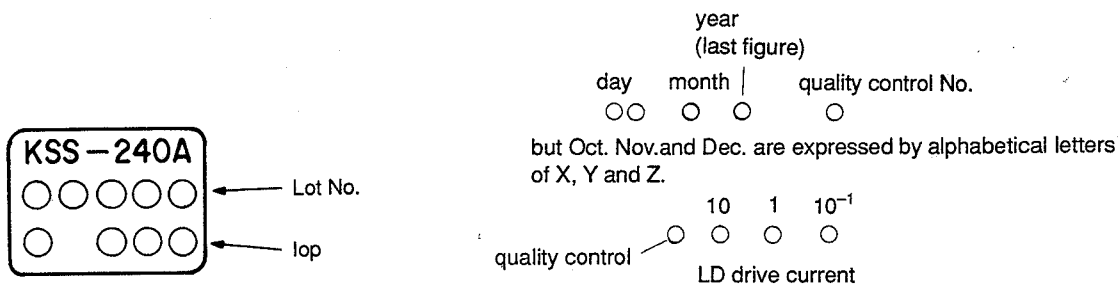 KSS-240A
Lot No.
Iop
year
(last figure)
day month quality control No.
but Oct. Nov.and Dec. are expressed by alphabetical letters
of X, Y and Z.
10 1 10⁻¹
quality control
LD drive current